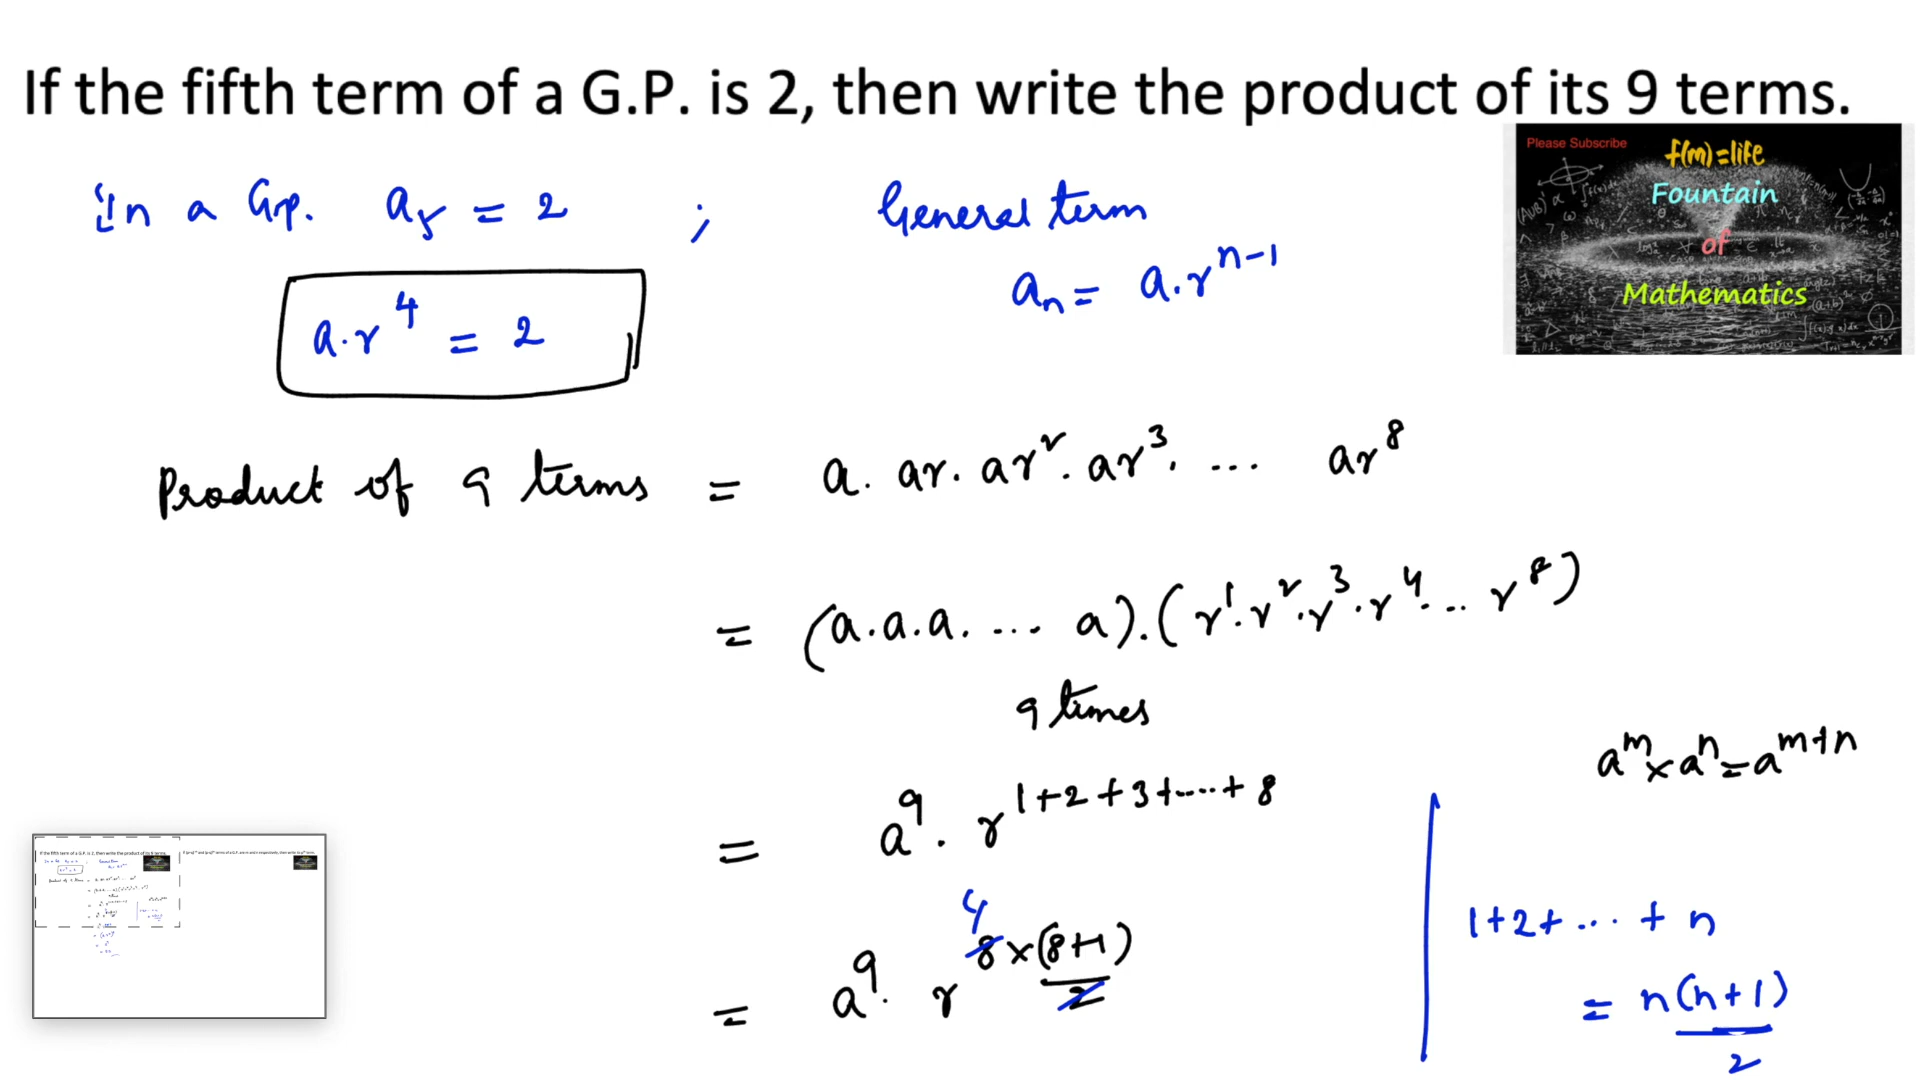 If the fifth term of a G.P. is 2, then write the product of its 9 terms.
Please Subscribe
f(m)=life
Fountain
of
Mathematics
In a Gp. a₅ = 2 ; General term
aₙ = a.rⁿ⁻¹
a.r⁴ = 2
Product of 9 terms = a. ar. ar². ar³. ... ar⁸
= (a.a.a. ... a).(r¹.r².r³.r⁴. ... r⁸)
9 times
aᵐ × aⁿ = aᵐ⁺ⁿ
= a⁹ . r^1+2+3+....+8
1+2+ ... + n
= a⁹. r^8×(8+1)/2
4
= n(n+1)/2